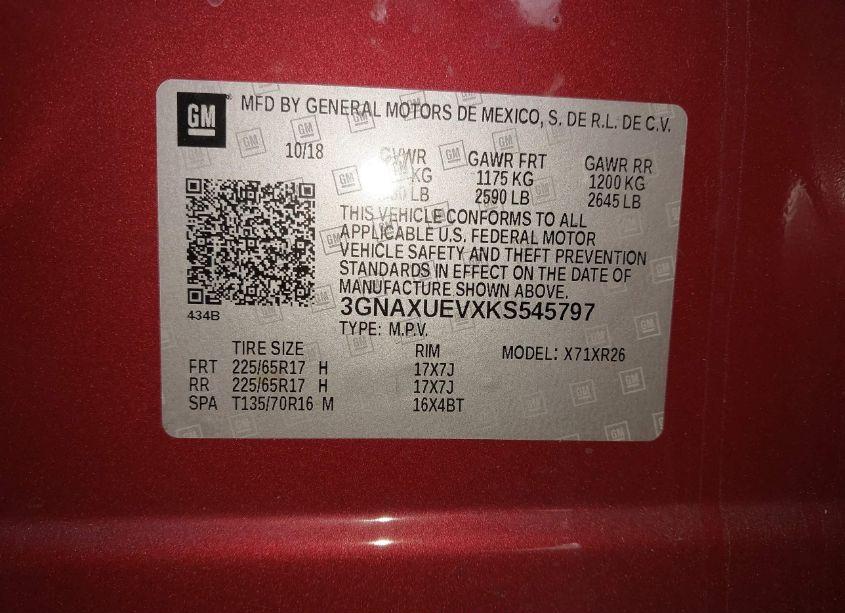 GM MFD BY GENERAL MOTORS DE MEXICO, S. DE R.L. DE C.V.
10/18 GVWR GAWR FRT GAWR RR
KG 1175 KG 1200 KG
LB 2590 LB 2645 LB
THIS VEHICLE CONFORMS TO ALL
APPLICABLE U.S. FEDERAL MOTOR
VEHICLE SAFETY AND THEFT PREVENTION
STANDARDS IN EFFECT ON THE DATE OF
MANUFACTURE SHOWN ABOVE.
434B
3GNAXUEVXKS545797
TYPE: M.P.V.
TIRE SIZE RIM MODEL: X71XR26
FRT 225/65R17 H 17X7J
RR 225/65R17 H 17X7J
SPA T135/70R16 M 16X4BT